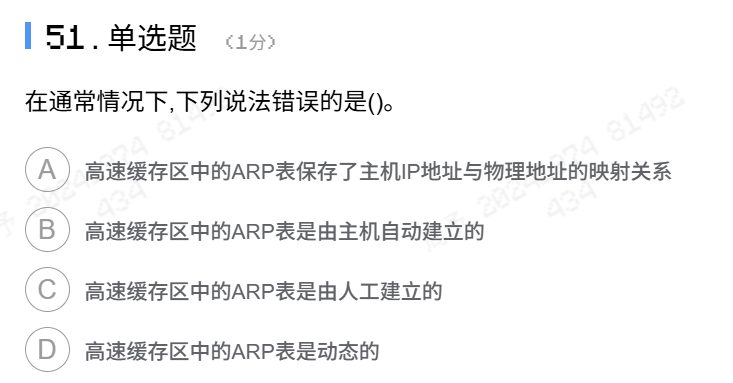 51.单选题 (1分)
在通常情况下,下列说法错误的是()。
A 高速缓存区中的ARP表保存了主机IP地址与物理地址的映射关系
B 高速缓存区中的ARP表是由主机自动建立的
C 高速缓存区中的ARP表是由人工建立的
D 高速缓存区中的ARP表是动态的